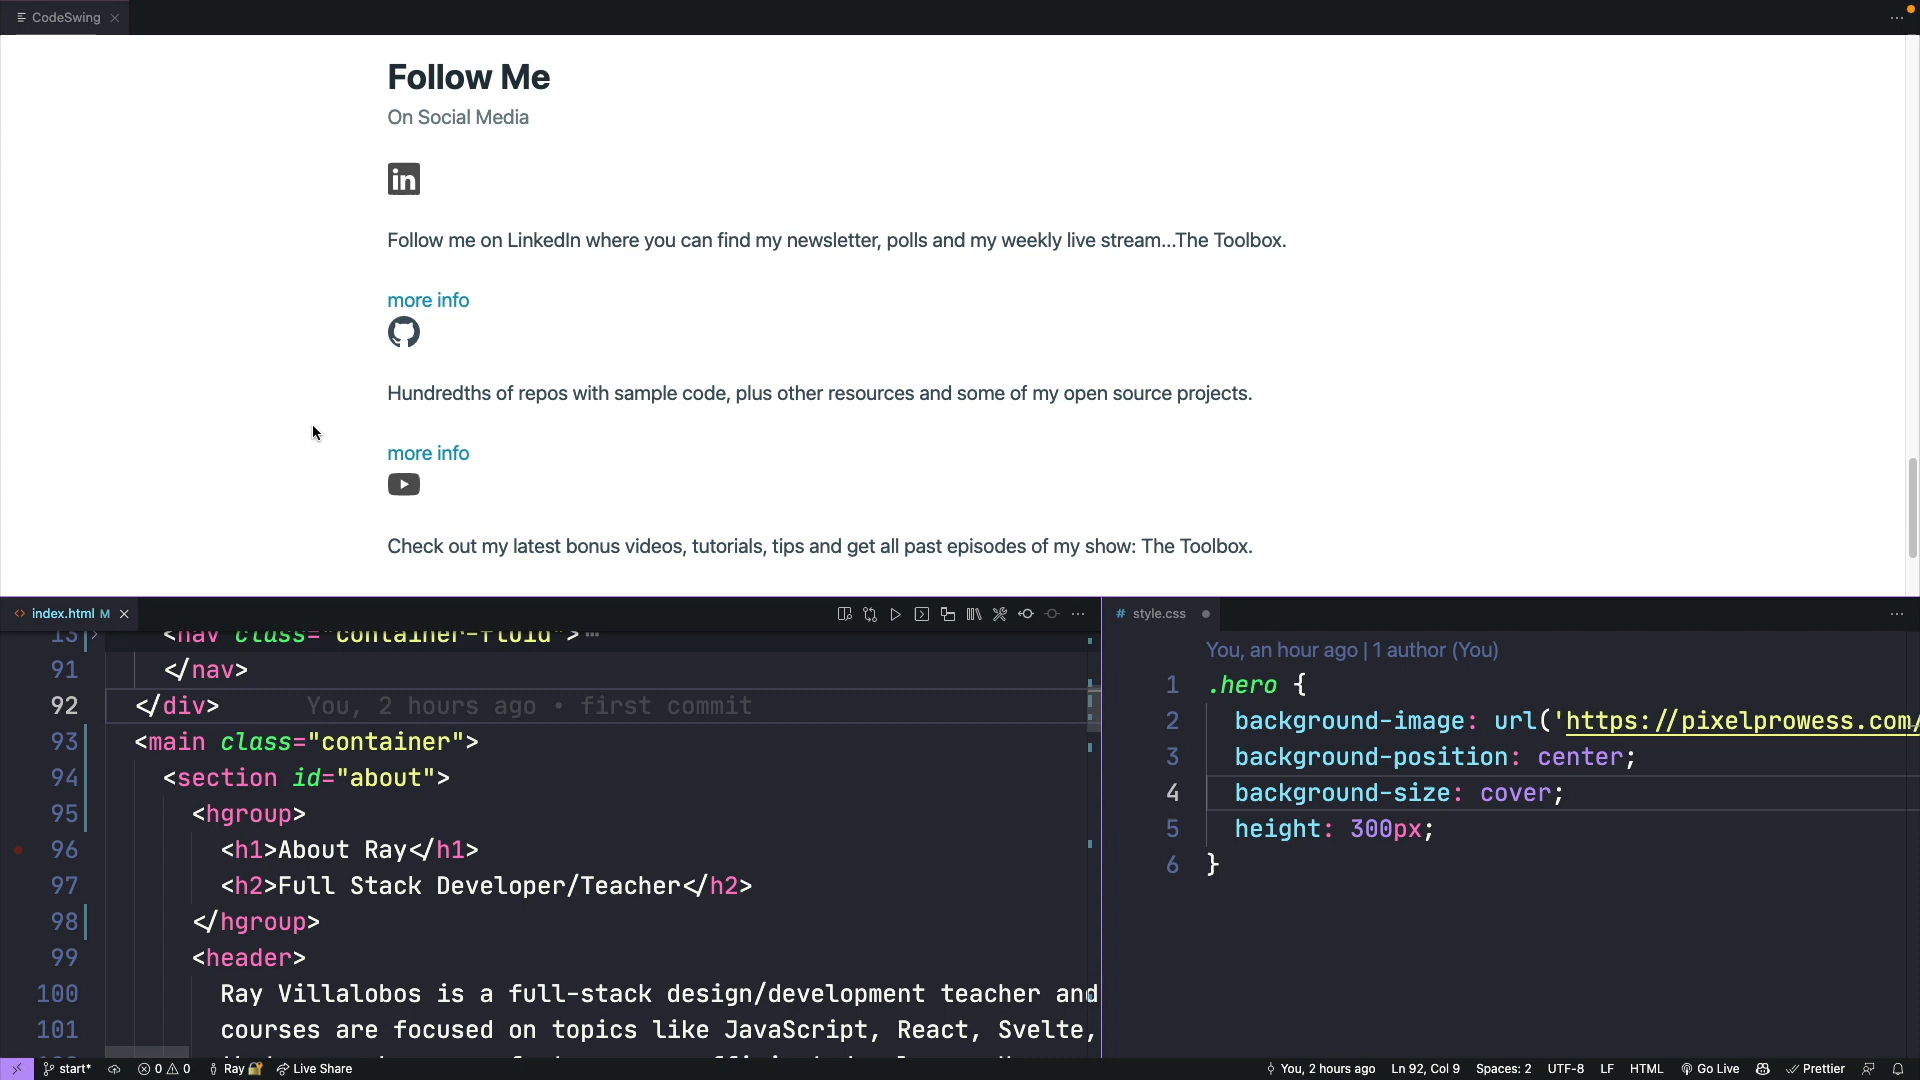 CodeSwing
Follow Me
On Social Media
in
Follow me on LinkedIn where you can find my newsletter, polls and my weekly live stream...The Toolbox.
more info
Hundredths of repos with sample code, plus other resources and some of my open source projects.
more info
Check out my latest bonus videos, tutorials, tips and get all past episodes of my show: The Toolbox.
index.html M
13 <nav class="container-fluid">
91 </nav>
92 </div> You, 2 hours ago • first commit
93 <main class="container">
94 <section id="about">
95 <hgroup>
96 <h1>About Ray</h1>
97 <h2>Full Stack Developer/Teacher</h2>
98 </hgroup>
99 <header>
100 Ray Villalobos is a full-stack design/development teacher and
101 courses are focused on topics like JavaScript, React, Svelte,
# style.css
You, an hour ago | 1 author (You)
1 .hero {
2 background-image: url('https://pixelprowess.com/
3 background-position: center;
4 background-size: cover;
5 height: 300px;
6 }
start* 0 0 Ray Live Share You, 2 hours ago Ln 92, Col 9 Spaces: 2 UTF-8 LF HTML Go Live Prettier